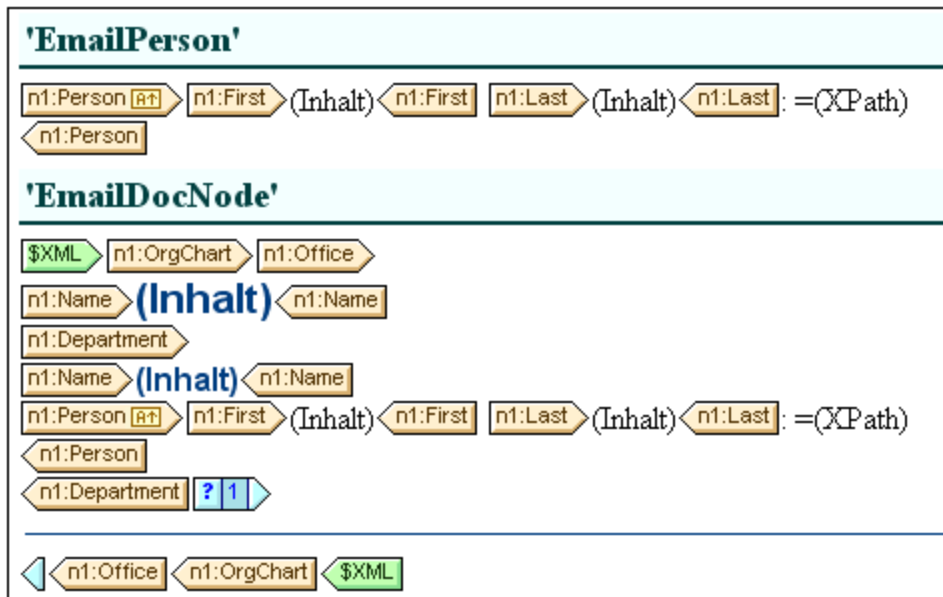 'EmailPerson'
n1:Person A↑ n1:First (Inhalt) n1:First n1:Last (Inhalt) n1:Last : =(XPath)
n1:Person
'EmailDocNode'
$XML n1:OrgChart n1:Office
n1:Name (Inhalt) n1:Name
n1:Department
n1:Name (Inhalt) n1:Name
n1:Person A↑ n1:First (Inhalt) n1:First n1:Last (Inhalt) n1:Last : =(XPath)
n1:Person
n1:Department ? 1
n1:Office n1:OrgChart $XML